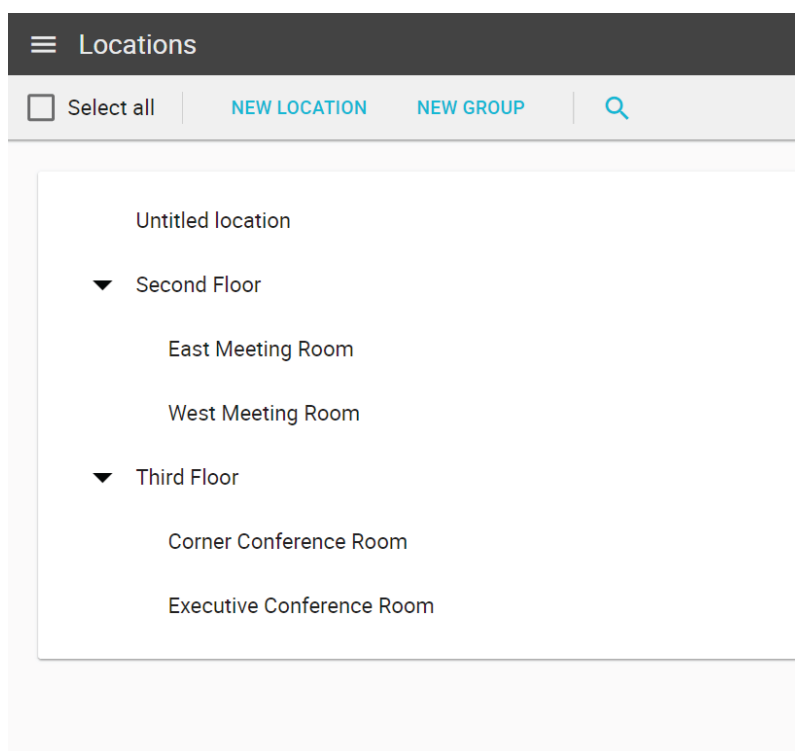 Locations
Select all NEW LOCATION NEW GROUP
Untitled location
Second Floor
East Meeting Room
West Meeting Room
Third Floor
Corner Conference Room
Executive Conference Room